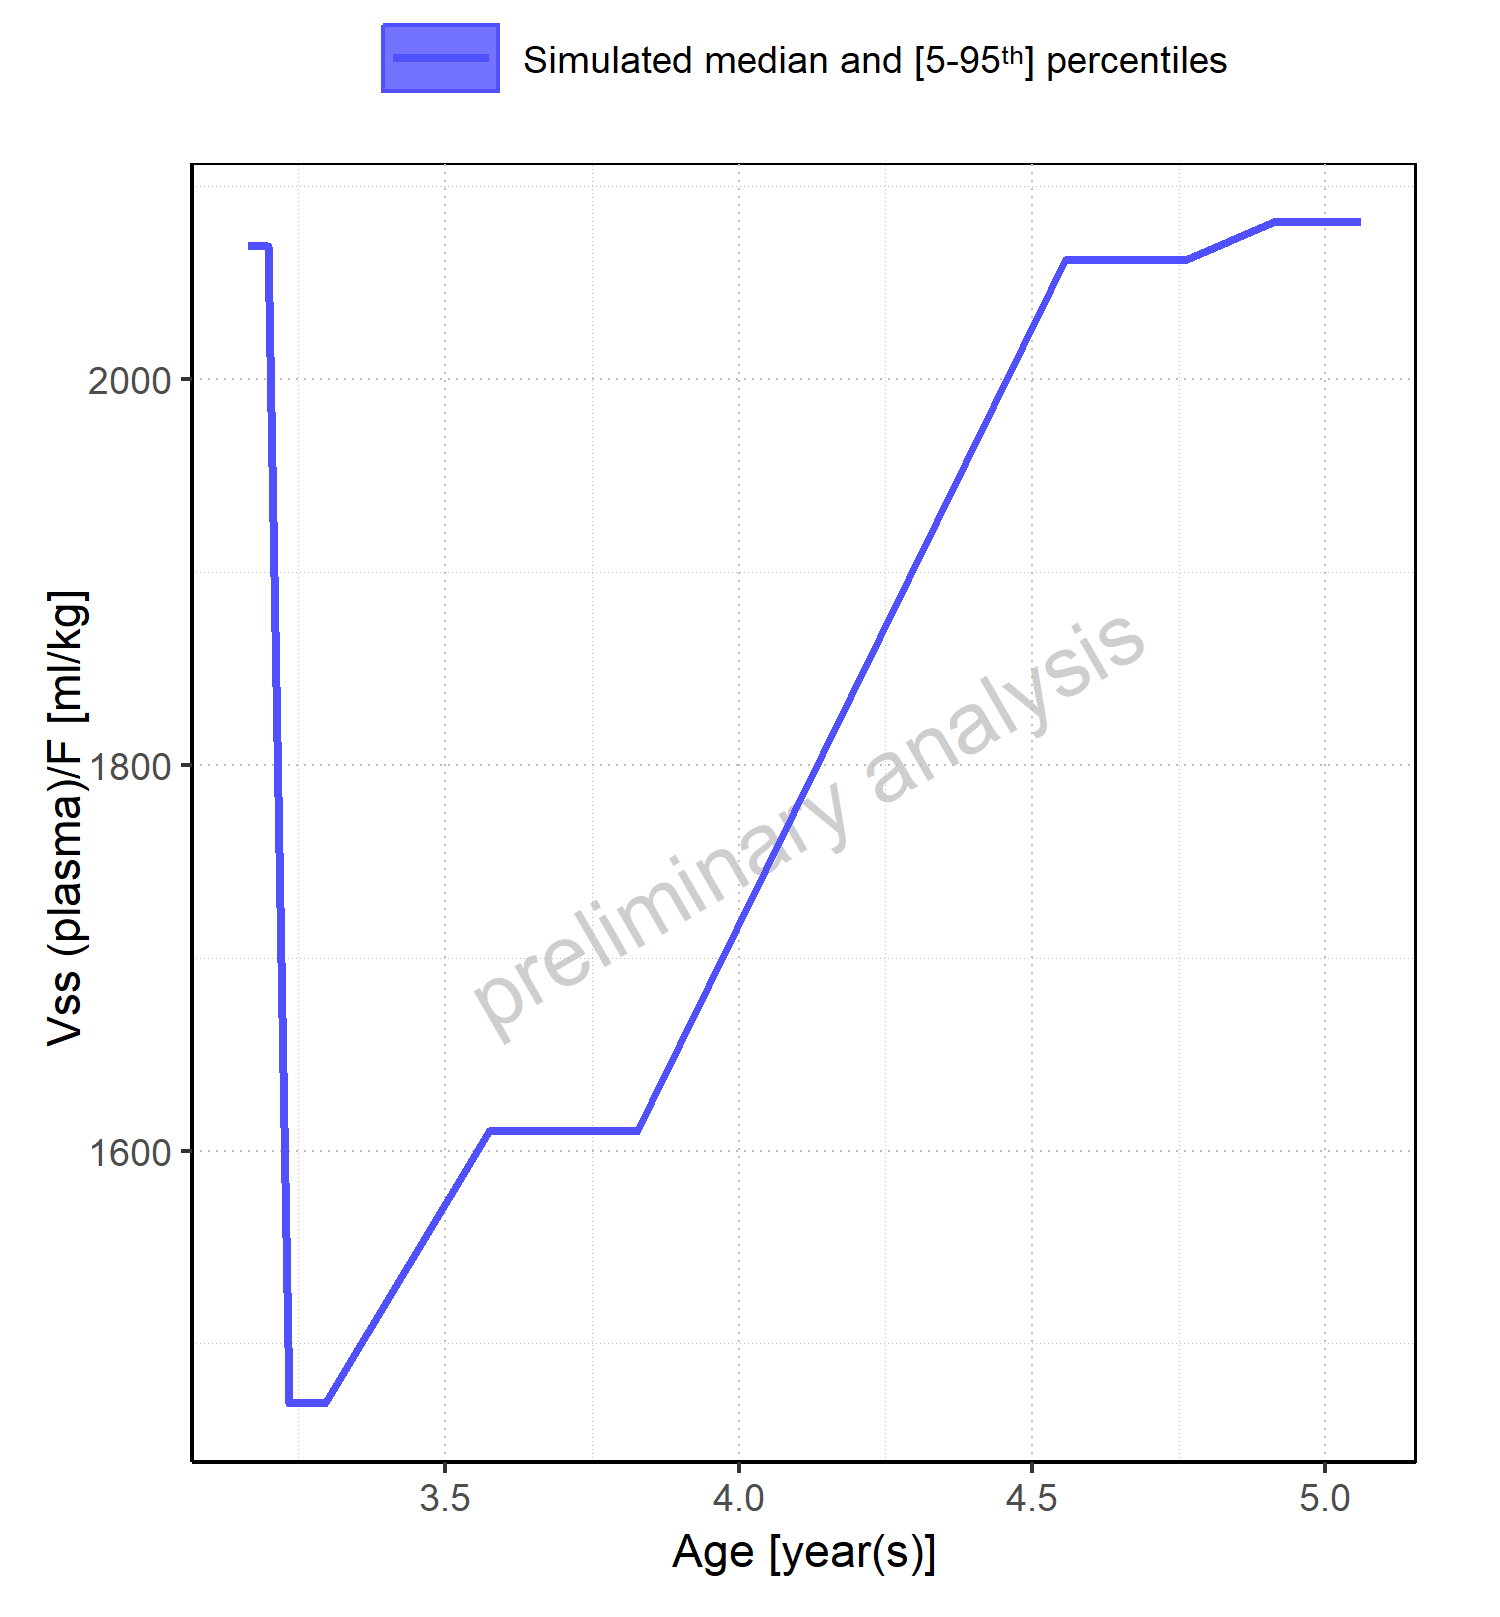 Simulated median and [5-95ᵗʰ] percentiles
2000
1800
1600
Vss (plasma)/F [ml/kg]
preliminary analysis
3.5
4.0
4.5
5.0
Age [year(s)]